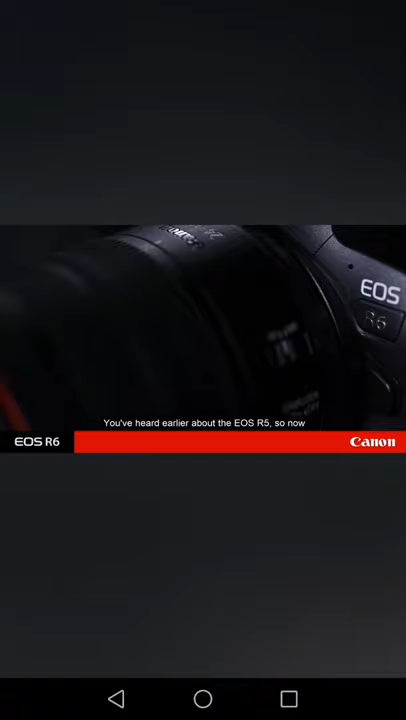 EOS
R6
You've heard earlier about the EOS R5, so now
EOS R6
Canon